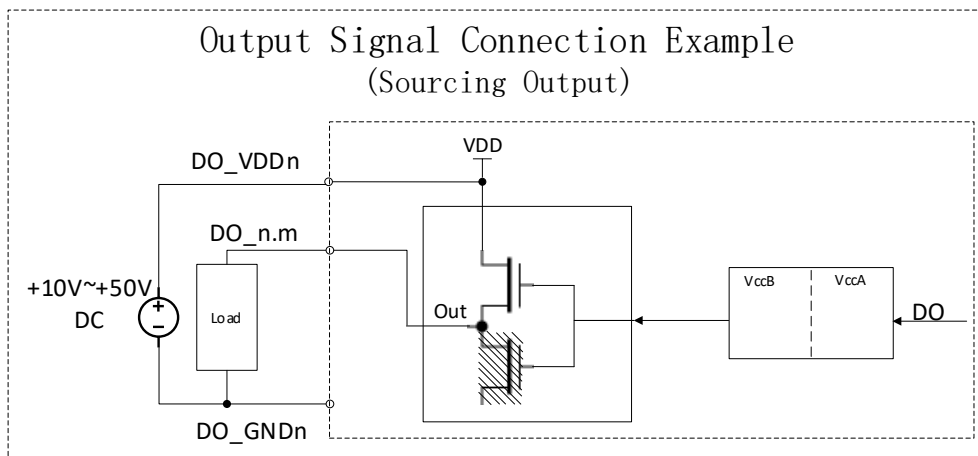 Output Signal Connection Example
(Sourcing Output)
VDD
DO_VDDn
DO_n.m
+10V~+50V
DC
Load
Out
VccB
VccA
DO
DO_GNDn